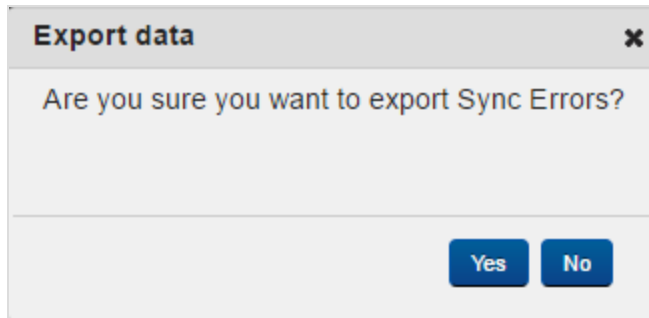 Export data
Are you sure you want to export Sync Errors?
Yes No